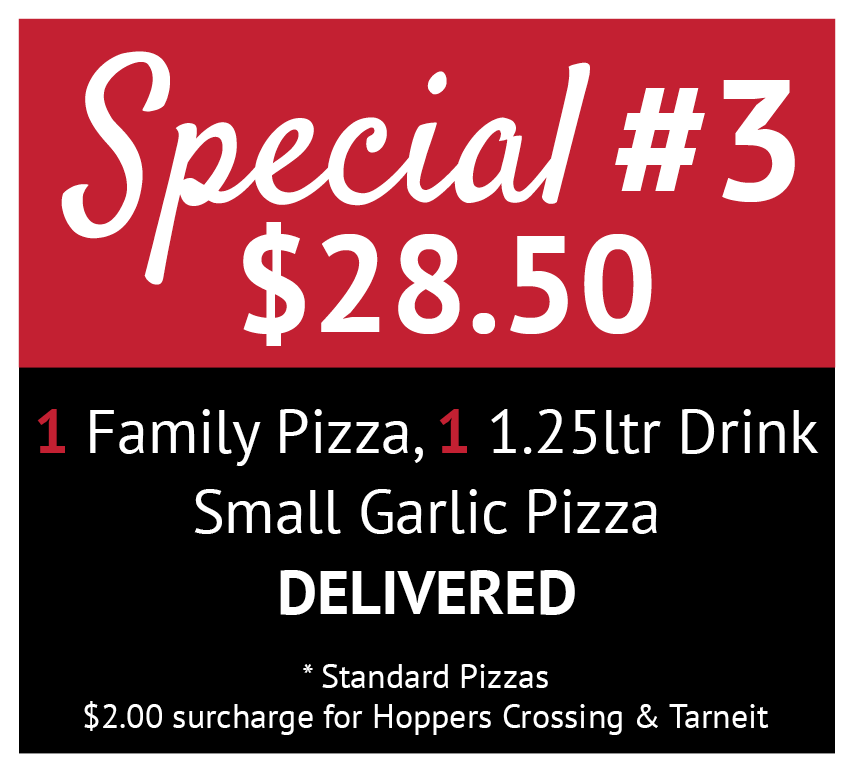 Special #3
$28.50
1 Family Pizza, 1 1.25ltr Drink
Small Garlic Pizza
DELIVERED
* Standard Pizzas
$2.00 surcharge for Hoppers Crossing & Tarneit